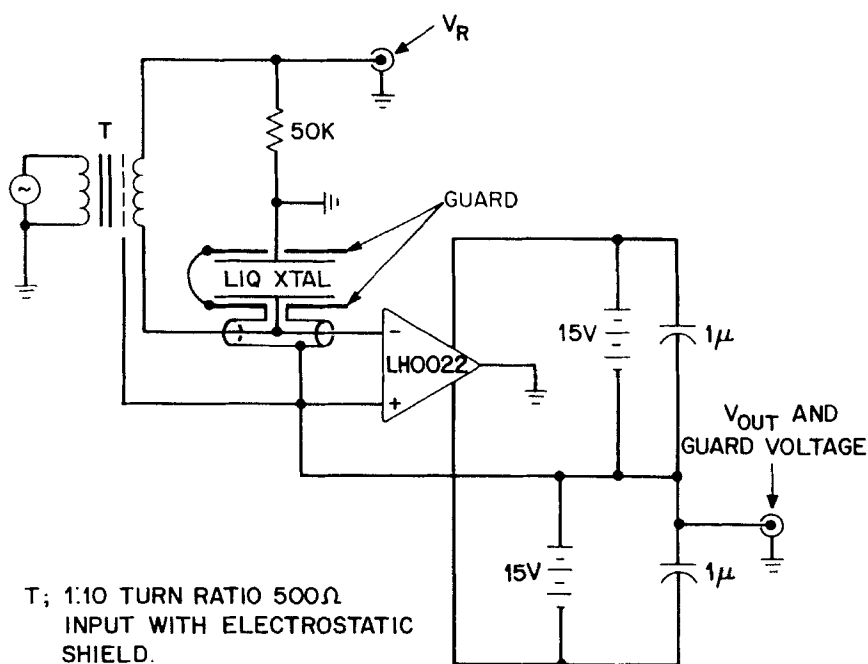 V_R
T
50K
GUARD
LIQ XTAL
−
LH0022
+
15V
1μ
V_OUT AND
GUARD VOLTAGE
15V
1μ
T; 1:10 TURN RATIO 500Ω
INPUT WITH ELECTROSTATIC
SHIELD.